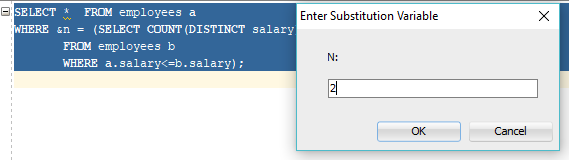 SELECT *  FROM employees a
WHERE &n = (SELECT COUNT(DISTINCT salary
FROM employees b
WHERE a.salary<=b.salary);
Enter Substitution Variable
N:
2
OK Cancel